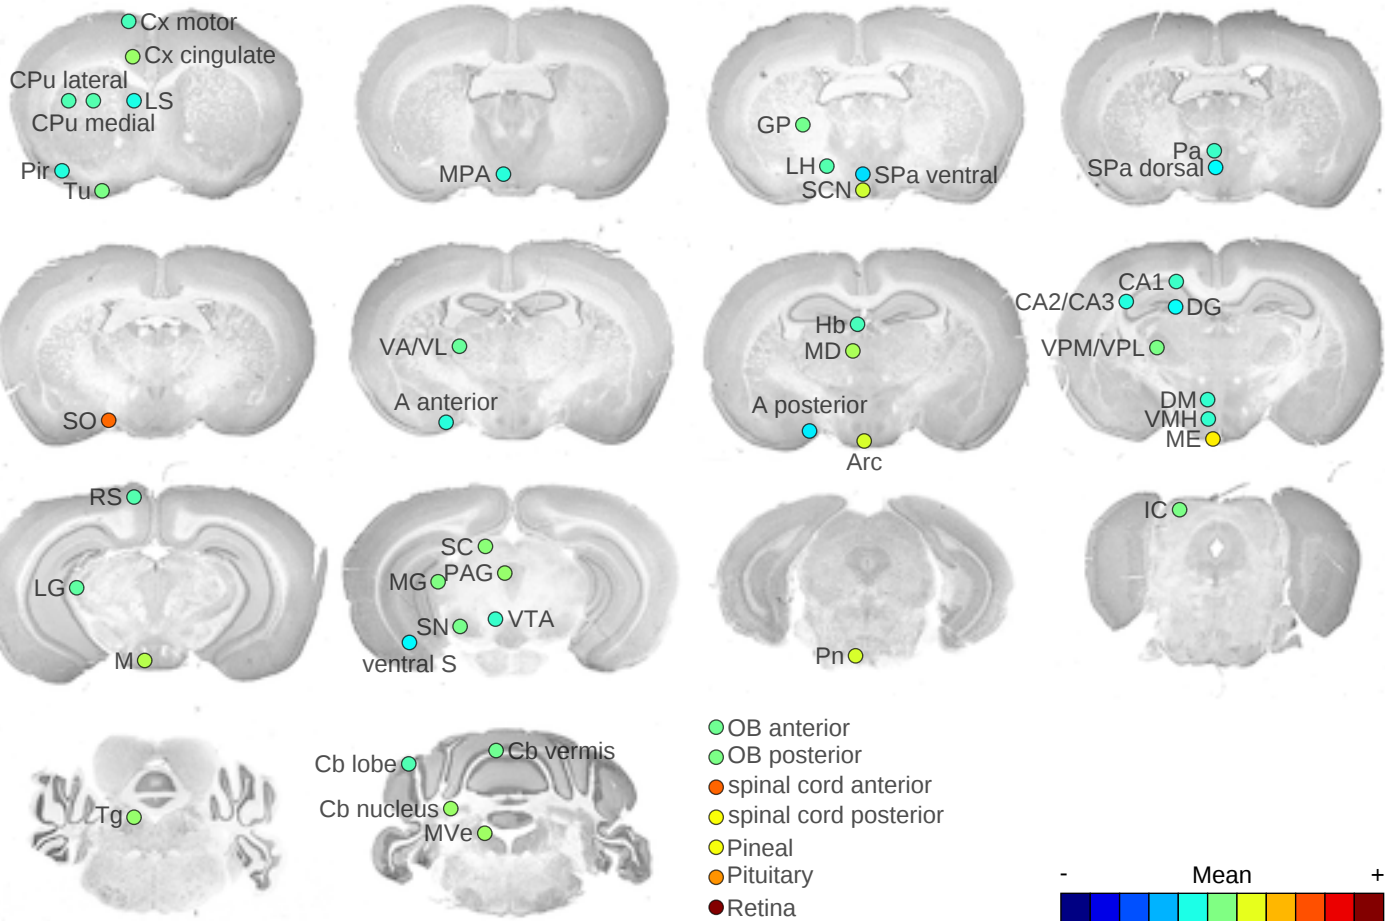 Cx motor
Cx cingulate
CPu lateral
LS
CPu medial
Pir
Tu
MPA
GP
LH
SPa ventral
SCN
Pa
SPa dorsal
SO
VA/VL
A anterior
Hb
MD
A posterior
Arc
CA1
CA2/CA3
DG
VPM/VPL
DM
VMH
ME
RS
LG
M
SC
PAG
MG
SN
VTA
ventral S
Pn
IC
Tg
Cb vermis
Cb lobe
Cb nucleus
MVe
OB anterior
OB posterior
spinal cord anterior
spinal cord posterior
Pineal
Pituitary
Retina
- Mean +